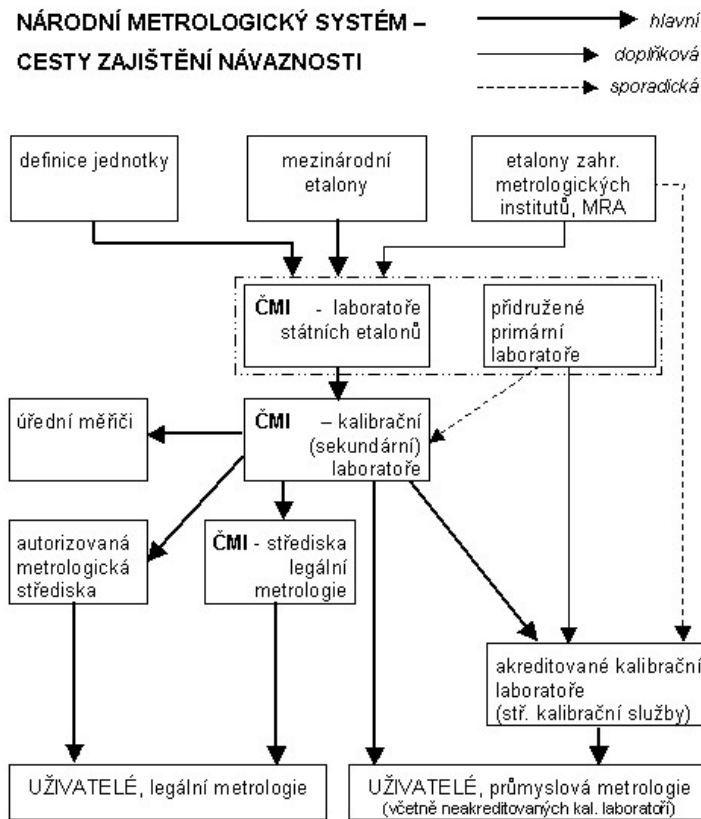 NÁRODNÍ METROLOGICKÝ SYSTÉM –
CESTY ZAJIŠTĚNÍ NÁVAZNOSTI
hlavní
doplňková
sporadická
definice jednotky
mezinárodní
etalony
etalony zahr.
metrologických
institutů, MRA
ČMI - laboratoře
státních etalonů
přidružené
primární
laboratoře
úřední měřiči
ČMI – kalibrační
(sekundární)
laboratoře
autorizovaná
metrologická
střediska
ČMI - střediska
legální
metrologie
akreditované kalibrační
laboratoře
(stř. kalibrační služby)
UŽIVATELÉ, legální metrologie
UŽIVATELÉ, průmyslová metrologie
(včetně neakreditovaných kal. laboratoří)